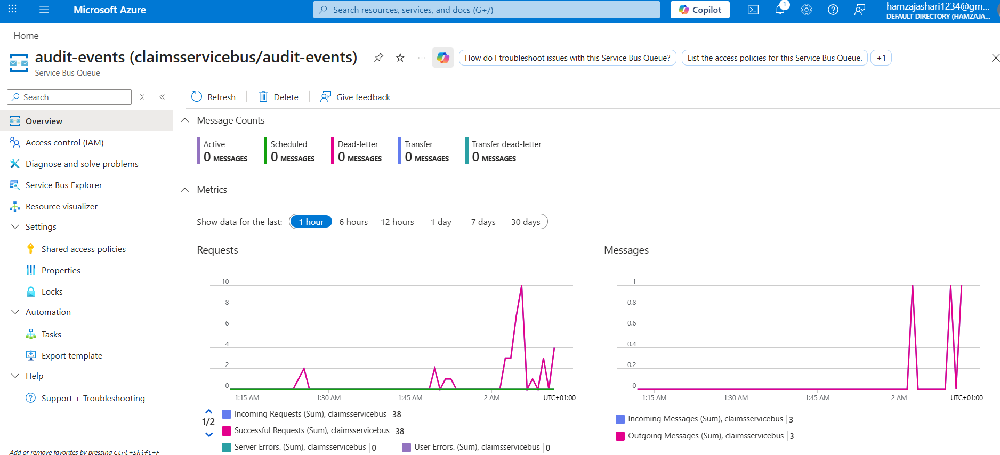 Microsoft Azure
Search resources, services, and docs (G+/)
Copilot
1
hamzajashari1234@gm...
DEFAULT DIRECTORY (HAMZAJA...
Home
audit-events (claimsservicebus/audit-events)
...
How do I troubleshoot issues with this Service Bus Queue?
List the access policies for this Service Bus Queue.
+1
Service Bus Queue
Search
Refresh
Delete
Give feedback
Overview
Access control (IAM)
Diagnose and solve problems
Service Bus Explorer
Resource visualizer
Settings
Shared access policies
Properties
Locks
Automation
Tasks
Export template
Help
Support + Troubleshooting
Add or remove favorites by pressing Ctrl+Shift+F
Message Counts
Active
0 MESSAGES
Scheduled
0 MESSAGES
Dead-letter
0 MESSAGES
Transfer
0 MESSAGES
Transfer dead-letter
0 MESSAGES
Metrics
Show data for the last:
1 hour
6 hours
12 hours
1 day
7 days
30 days
Requests
10
8
6
4
2
0
1:15 AM
1:30 AM
1:45 AM
2 AM
UTC+01:00
1/2
Incoming Requests (Sum), claimsservicebus
38
Successful Requests (Sum), claimsservicebus
38
Server Errors. (Sum), claimsservicebus
0
User Errors. (Sum), claimsservicebus
0
Messages
1
0.8
0.6
0.4
0.2
0
1:15 AM
1:30 AM
1:45 AM
2 AM
UTC+01:00
Incoming Messages (Sum), claimsservicebus
3
Outgoing Messages (Sum), claimsservicebus
3